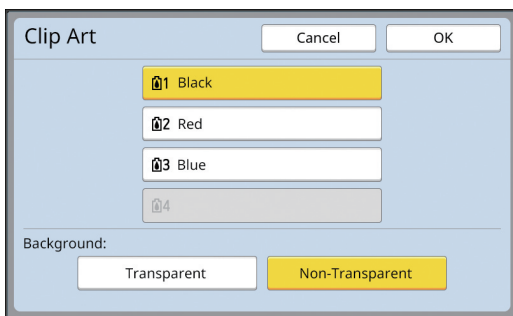 Clip Art Cancel OK
1 Black
2 Red
3 Blue
4
Background:
Transparent Non-Transparent